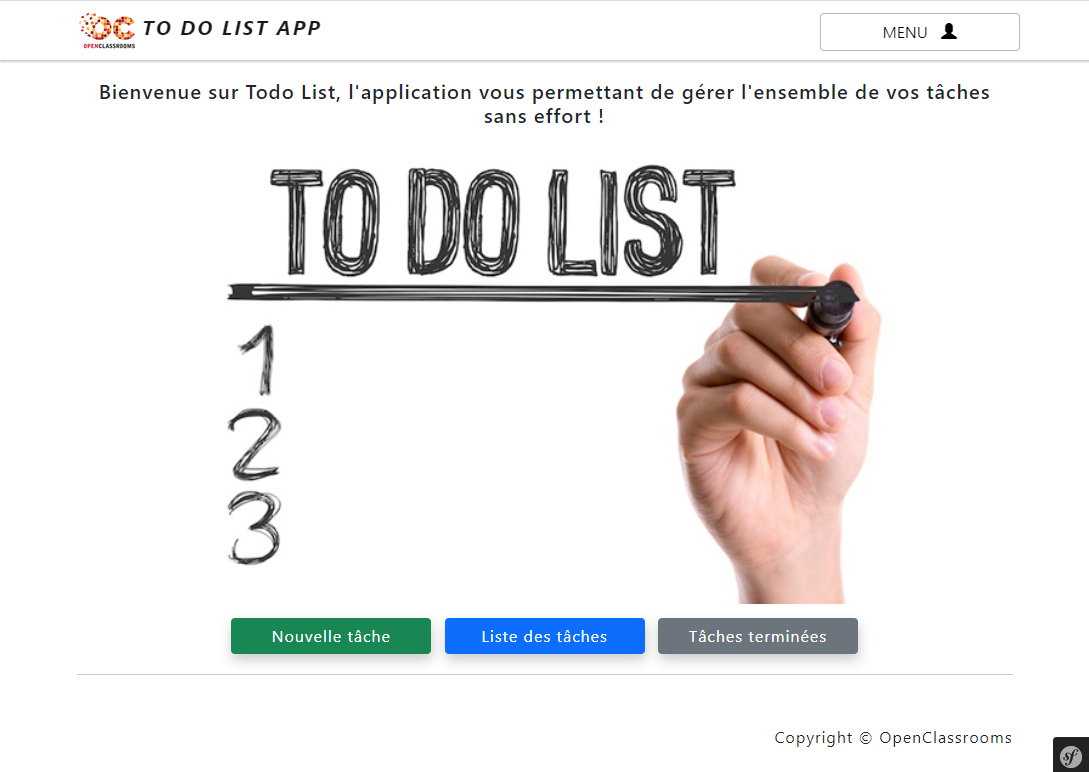 OC
OPENCLASSROOMS
TO DO LIST APP
MENU
Bienvenue sur Todo List, l'application vous permettant de gérer l'ensemble de vos tâches
sans effort !
TO DO LIST
1
2
3
Nouvelle tâche
Liste des tâches
Tâches terminées
Copyright © OpenClassrooms
sf